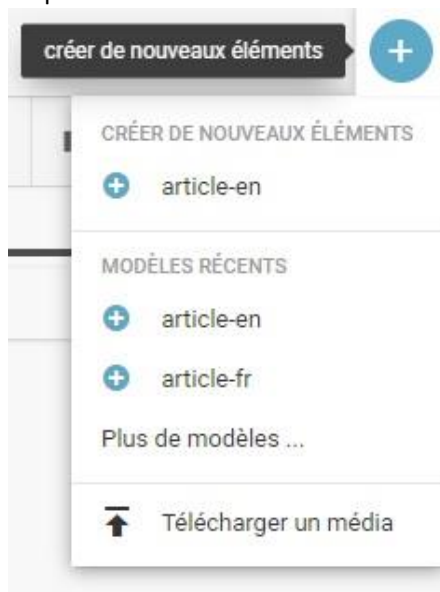 créer de nouveaux éléments
CRÉER DE NOUVEAUX ÉLÉMENTS
article-en
MODÈLES RÉCENTS
article-en
article-fr
Plus de modèles ...
Télécharger un média